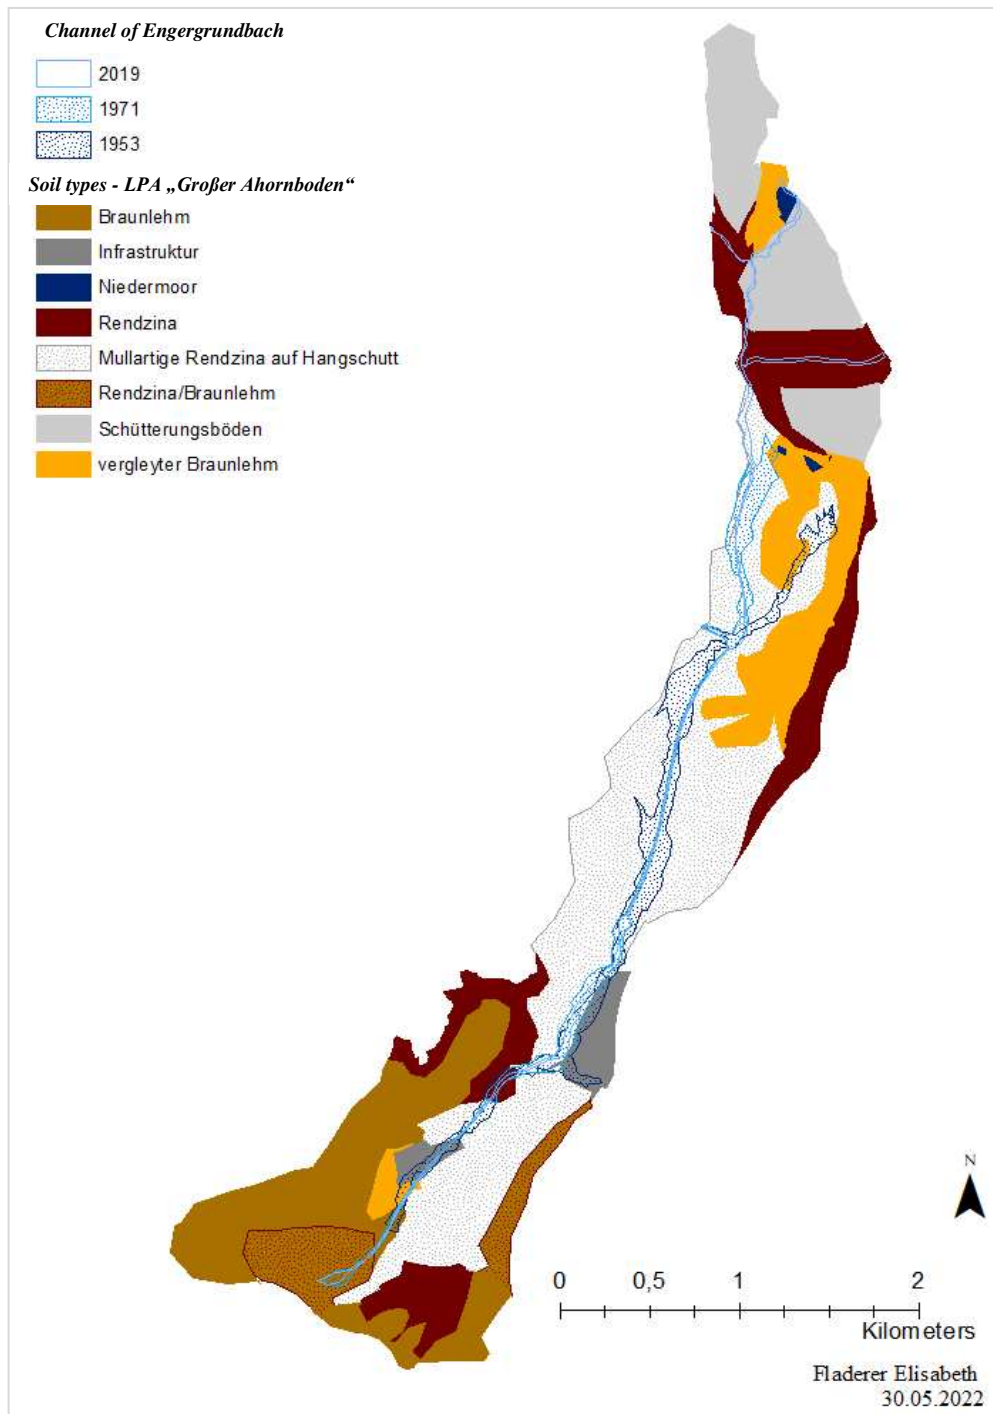 Channel of Engergrundbach
2019
1971
1953
Soil types - LPA „Großer Ahornboden“
Braunlehm
Infrastruktur
Niedermoor
Rendzina
Mullartige Rendzina auf Hangschutt
Rendzina/Braunlehm
Schütterungsböden
vergleyter Braunlehm
N
0 0,5 1 2
Kilometers
Fladerer Elisabeth
30.05.2022